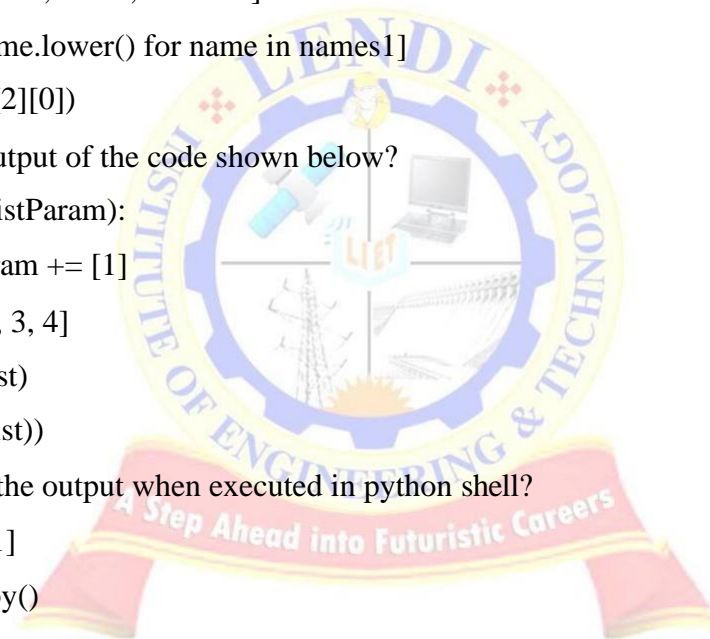 me.lower() for name in names1]
2][0])
utput of the code shown below?
istParam):
am += [1]
, 3, 4]
st)
st))
the output when executed in python shell?
1]
y()
LENDI
INSTITUTE OF ENGINEERING & TECHNOLOGY
LIET
A Step Ahead into Futuristic Careers